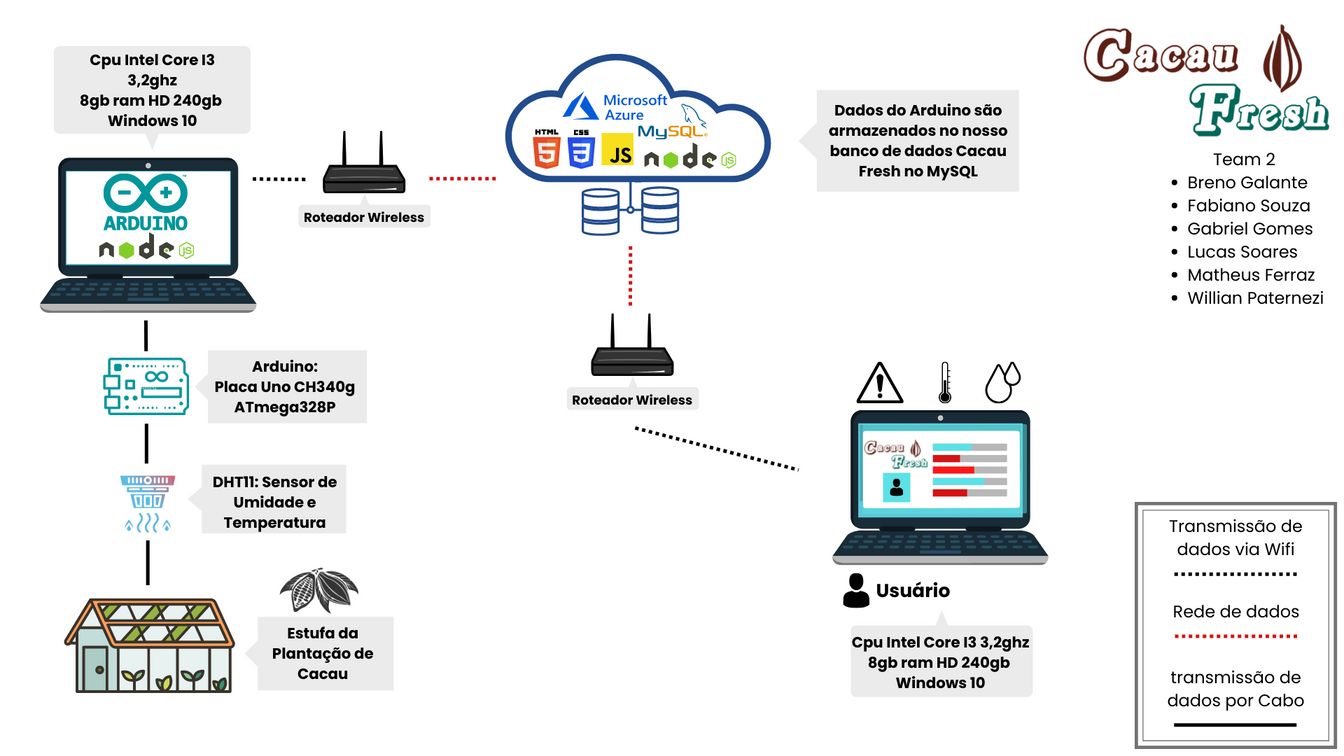 Cpu Intel Core I3
3,2ghz
8gb ram HD 240gb
Windows 10
ARDUINO
node
JS
Roteador Wireless
Microsoft
Azure
MySQL
HTML
5
CSS
3
JS
node
JS
Dados do Arduino são
armazenados no nosso
banco de dados Cacau
Fresh no MySQL
Cacau
Fresh
Team 2
Breno Galante
Fabiano Souza
Gabriel Gomes
Lucas Soares
Matheus Ferraz
Willian Paternezi
Arduino:
Placa Uno CH340g
ATmega328P
Roteador Wireless
DHT11: Sensor de
Umidade e
Temperatura
Cacau
Fresh
Estufa da
Plantação de
Cacau
Usuário
Cpu Intel Core I3 3,2ghz
8gb ram HD 240gb
Windows 10
Transmissão de
dados via Wifi
Rede de dados
transmissão de
dados por Cabo